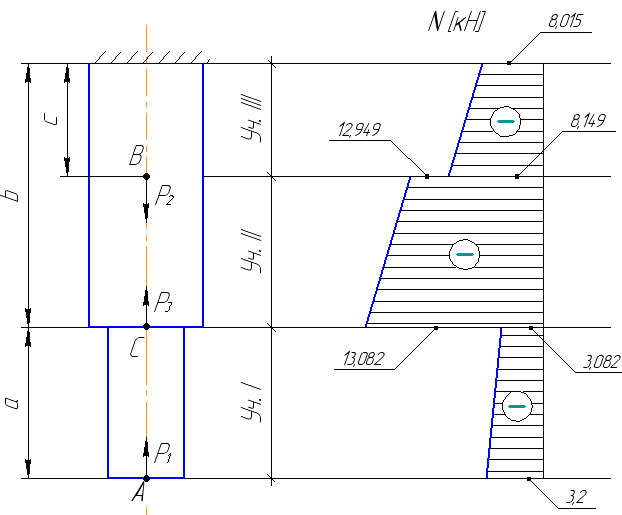 N [кН]
8,015
с
Уч. III
12,949
8,149
B
P2
b
Уч. II
P3
C
13,082
3,082
a
Уч. I
P1
A
3,2